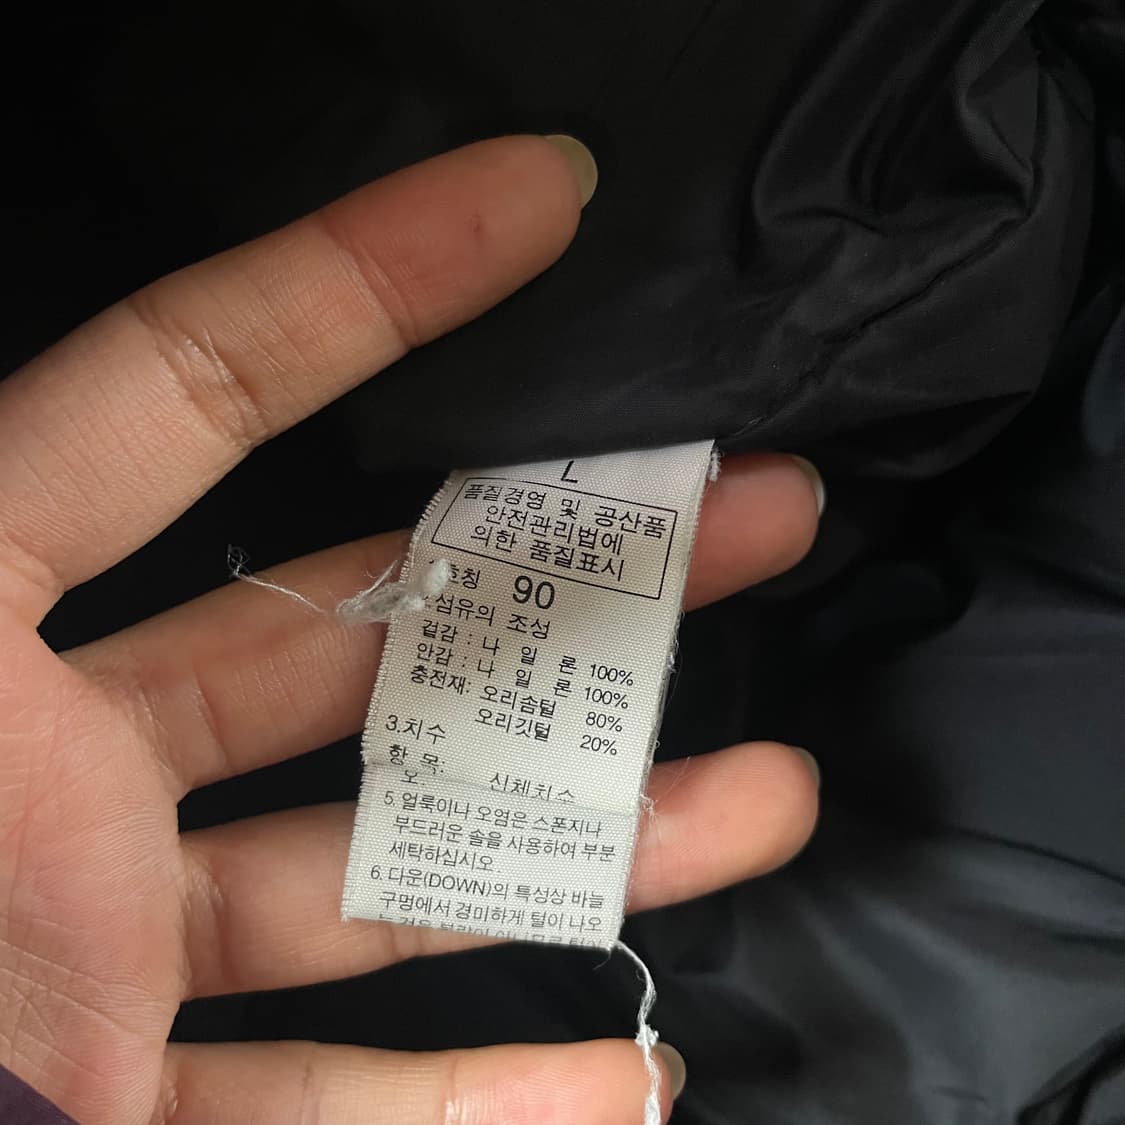 L
품질경영 및 공산품
안전관리법에
의한 품질표시
호칭 90
섬유의 조성
겉감 : 나 일 론 100%
안감 : 나 일 론 100%
충전재: 오리솜털 80%
오리깃털 20%
3.치수
항 목: 신체치수
5. 얼룩이나 오염은 스폰지나
부드러운 솔을 사용하여 부분
세탁하십시오.
6. 다운(DOWN)의 특성상 바늘
구멍에서 경미하게 털이 나오